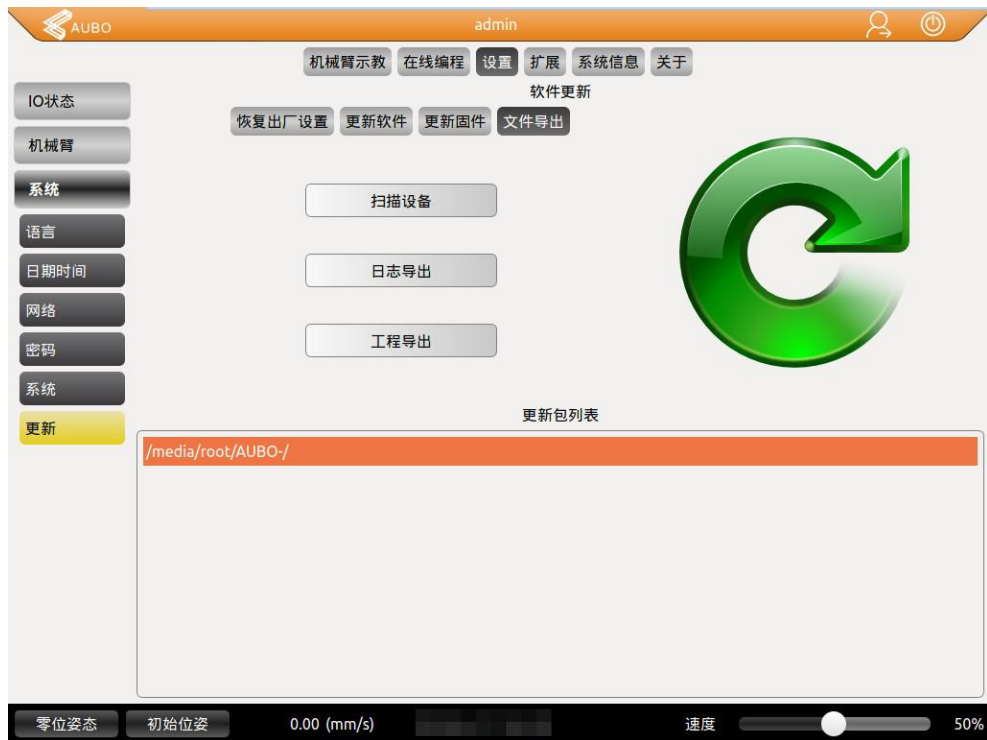 AUBO admin
机械臂示教 在线编程 设置 扩展 系统信息 关于
软件更新
IO状态
恢复出厂设置 更新软件 更新固件 文件导出
机械臂
系统
扫描设备
语言
日期时间
日志导出
网络
工程导出
密码
系统
更新包列表
更新
/media/root/AUBO-/
零位姿态 初始位姿 0.00 (mm/s) 速度 50%